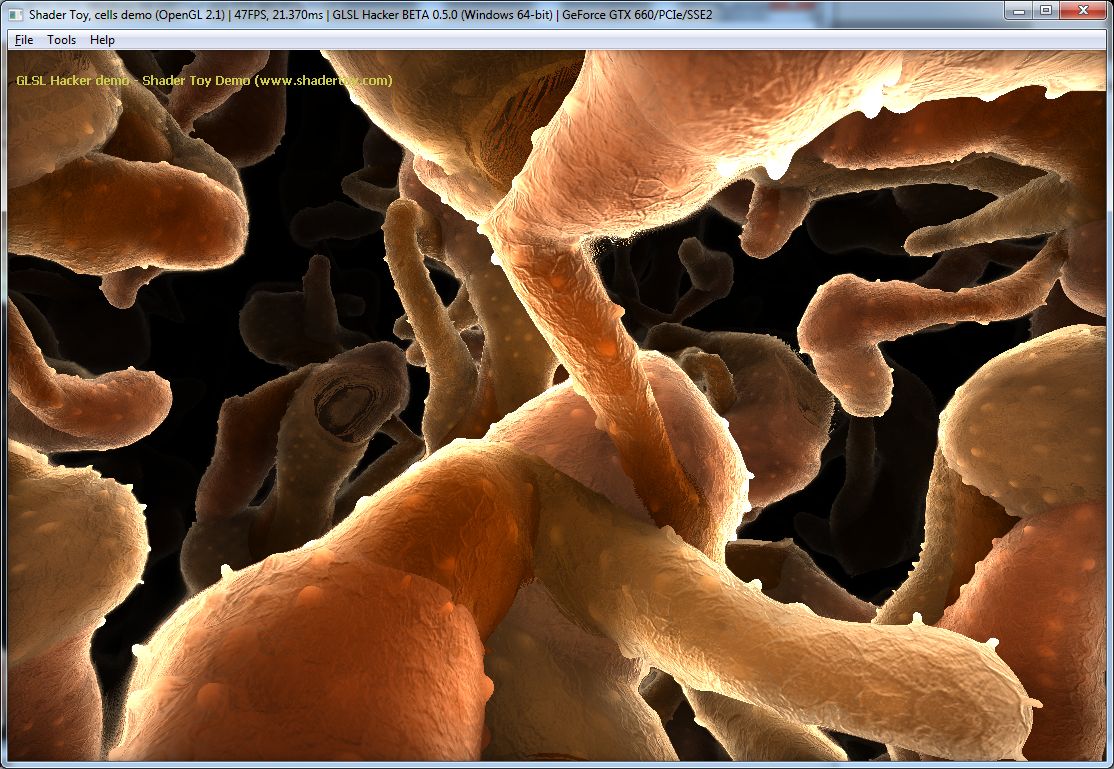 Shader Toy, cells demo (OpenGL 2.1) | 47FPS, 21.370ms | GLSL Hacker BETA 0.5.0 (Windows 64-bit) | GeForce GTX 660/PCIe/SSE2
File Tools Help
GLSL Hacker demo - Shader Toy Demo (www.shadertoy.com)